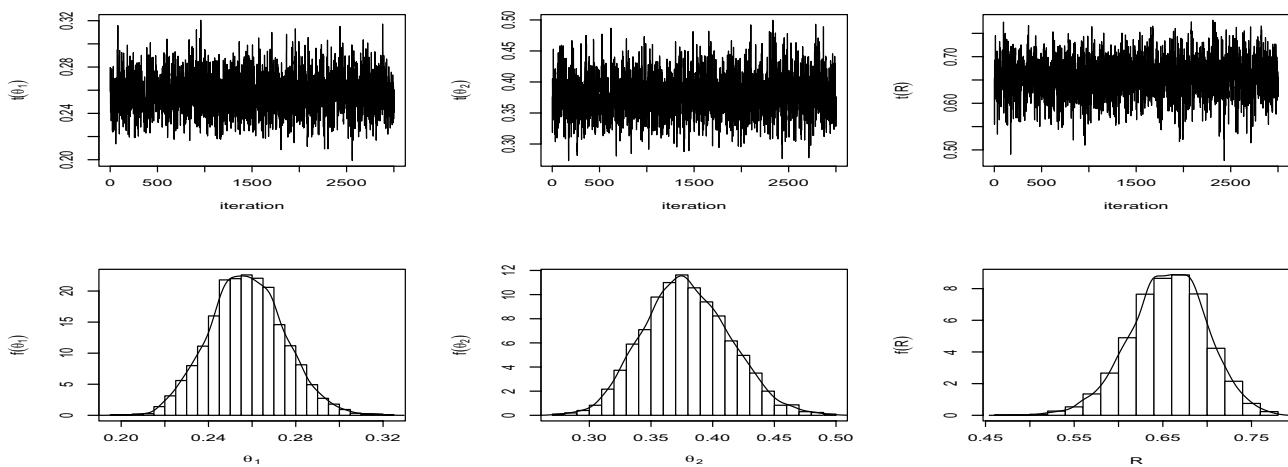 t(θ1)
0.20 0.24 0.28 0.32
0 500 1500 2500
iteration
t(θ2)
0.30 0.35 0.40 0.45 0.50
0 500 1500 2500
iteration
t(R)
0.50 0.60 0.70
0 500 1500 2500
iteration
f(θ1)
0 5 10 15 20
0.20 0.24 0.28 0.32
θ_1
f(θ2)
0 2 4 6 8 10 12
0.30 0.35 0.40 0.45 0.50
θ_2
f(R)
0 2 4 6 8
0.45 0.55 0.65 0.75
R